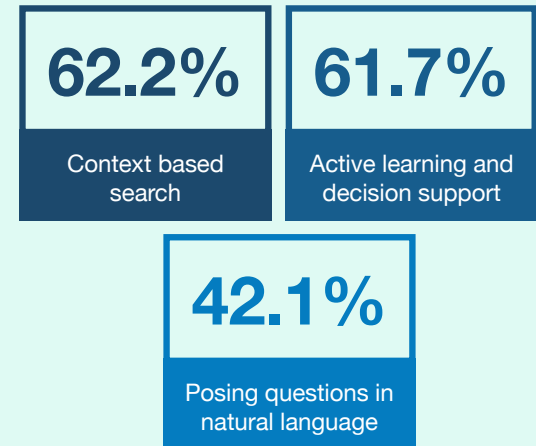 62.2%
Context based
search
61.7%
Active learning and
decision support
42.1%
Posing questions in
natural language